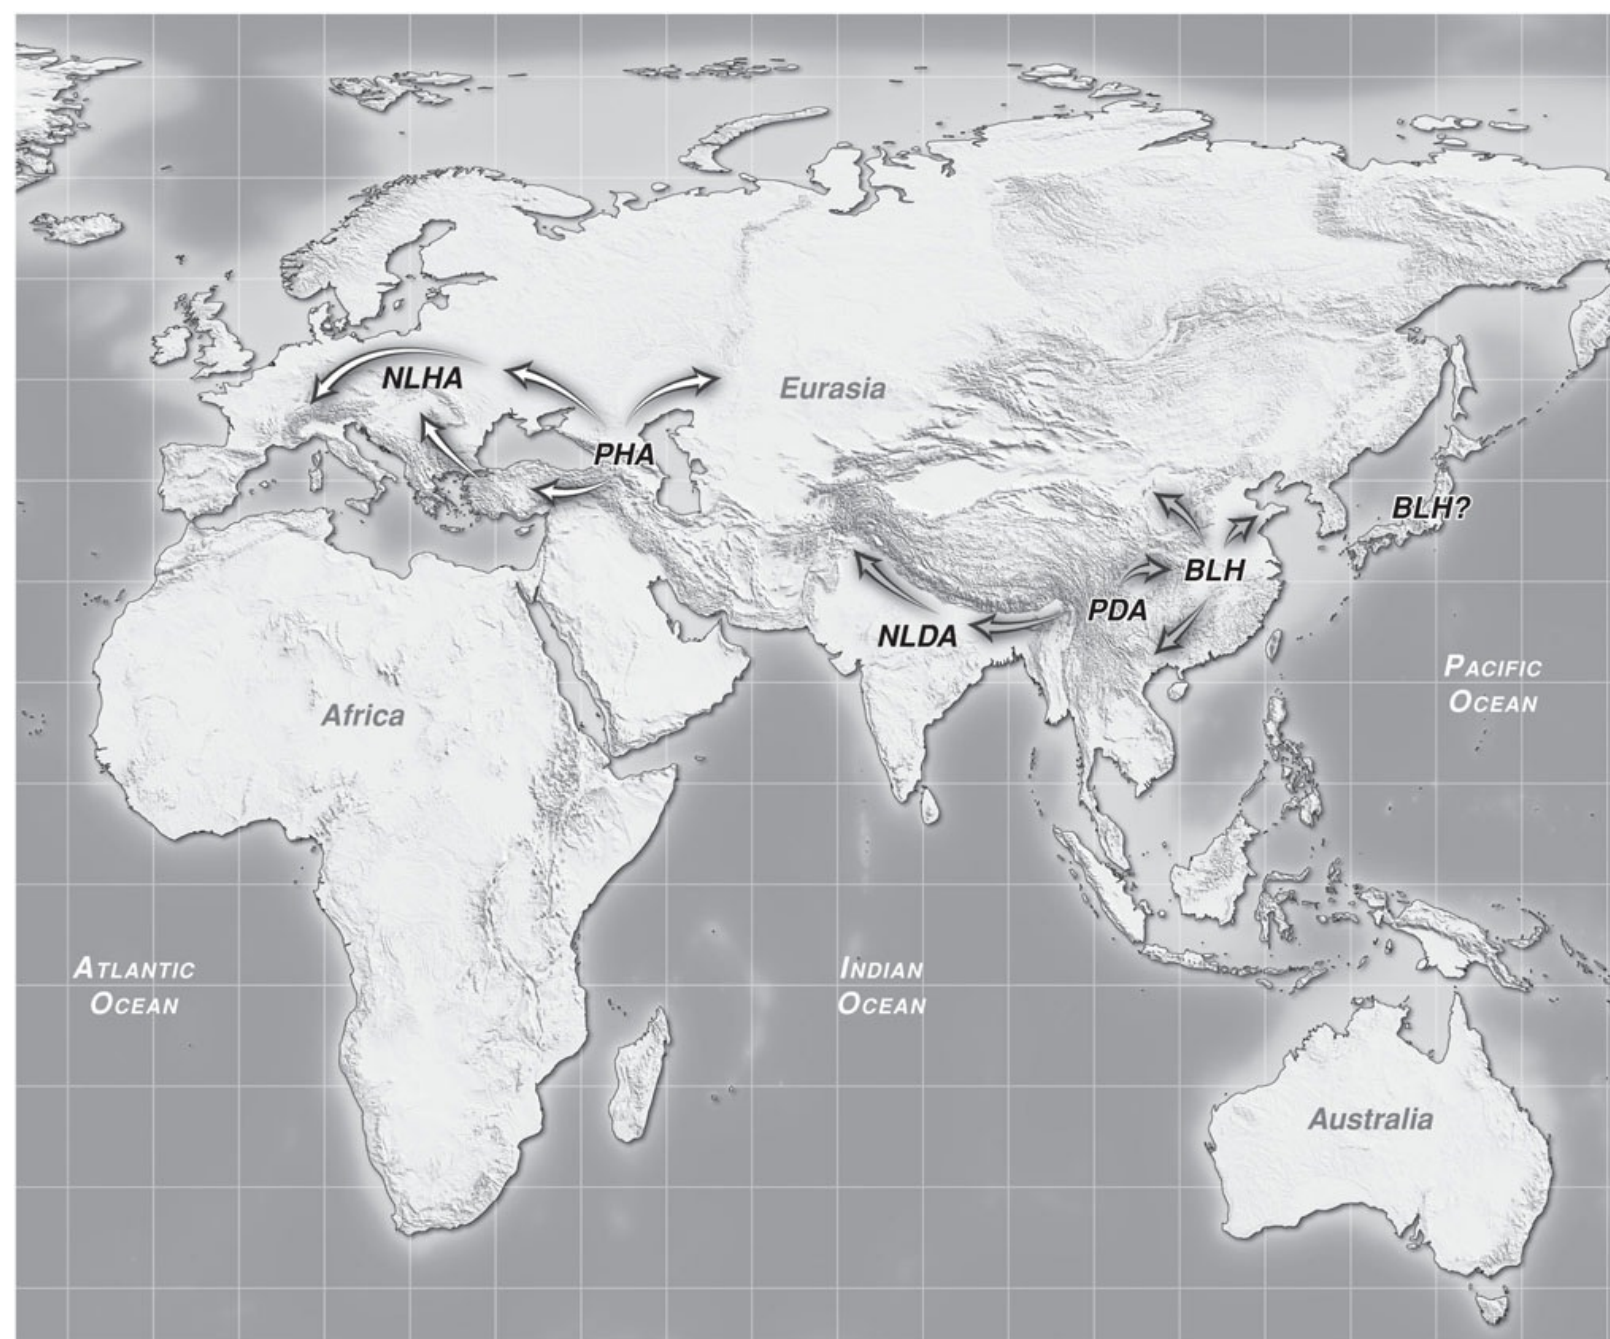 NLHA
Eurasia
PHA
BLH?
BLH
PDA
NLDA
PACIFIC
OCEAN
Africa
ATLANTIC
OCEAN
INDIAN
OCEAN
Australia